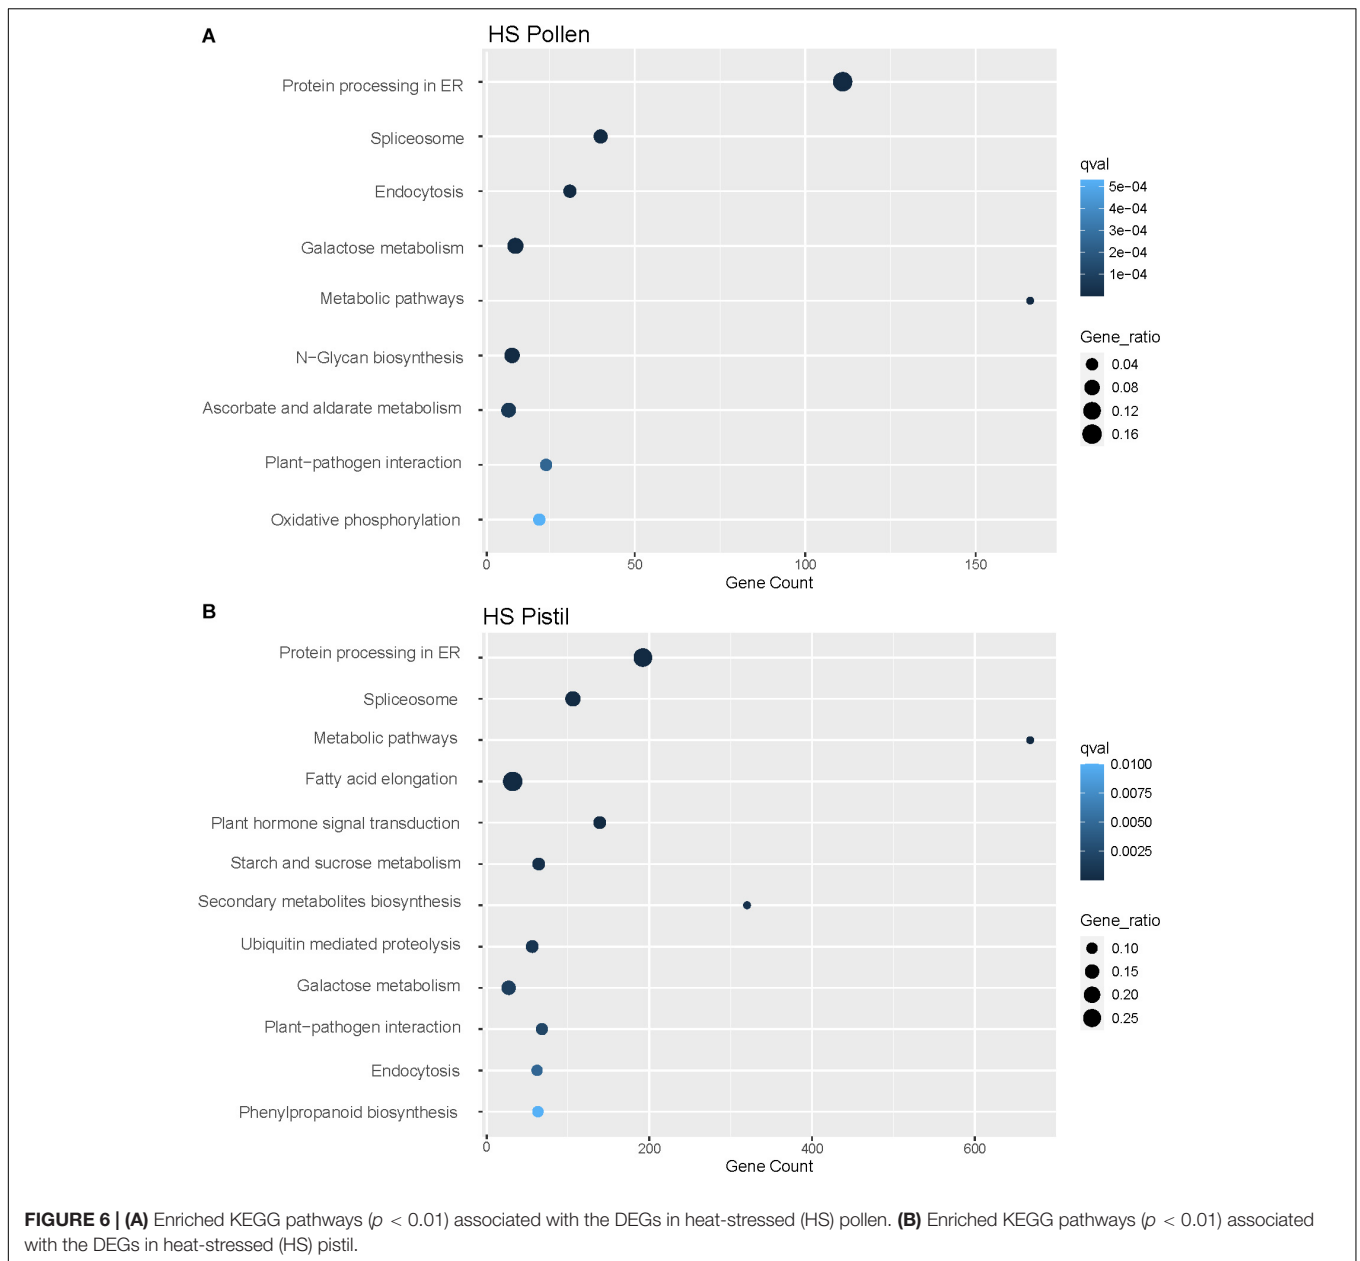 A
HS Pollen
Protein processing in ER
Spliceosome
Endocytosis
Galactose metabolism
Metabolic pathways
N−Glycan biosynthesis
Ascorbate and aldarate metabolism
Plant−pathogen interaction
Oxidative phosphorylation
0 50 100 150
Gene Count
qval
5e−04
4e−04
3e−04
2e−04
1e−04
Gene_ratio
0.04
0.08
0.12
0.16
B
HS Pistil
Protein processing in ER
Spliceosome
Metabolic pathways
Fatty acid elongation
Plant hormone signal transduction
Starch and sucrose metabolism
Secondary metabolites biosynthesis
Ubiquitin mediated proteolysis
Galactose metabolism
Plant−pathogen interaction
Endocytosis
Phenylpropanoid biosynthesis
0 200 400 600
Gene Count
qval
0.0100
0.0075
0.0050
0.0025
Gene_ratio
0.10
0.15
0.20
0.25
FIGURE 6 | (A) Enriched KEGG pathways (p < 0.01) associated with the DEGs in heat-stressed (HS) pollen. (B) Enriched KEGG pathways (p < 0.01) associated
with the DEGs in heat-stressed (HS) pistil.